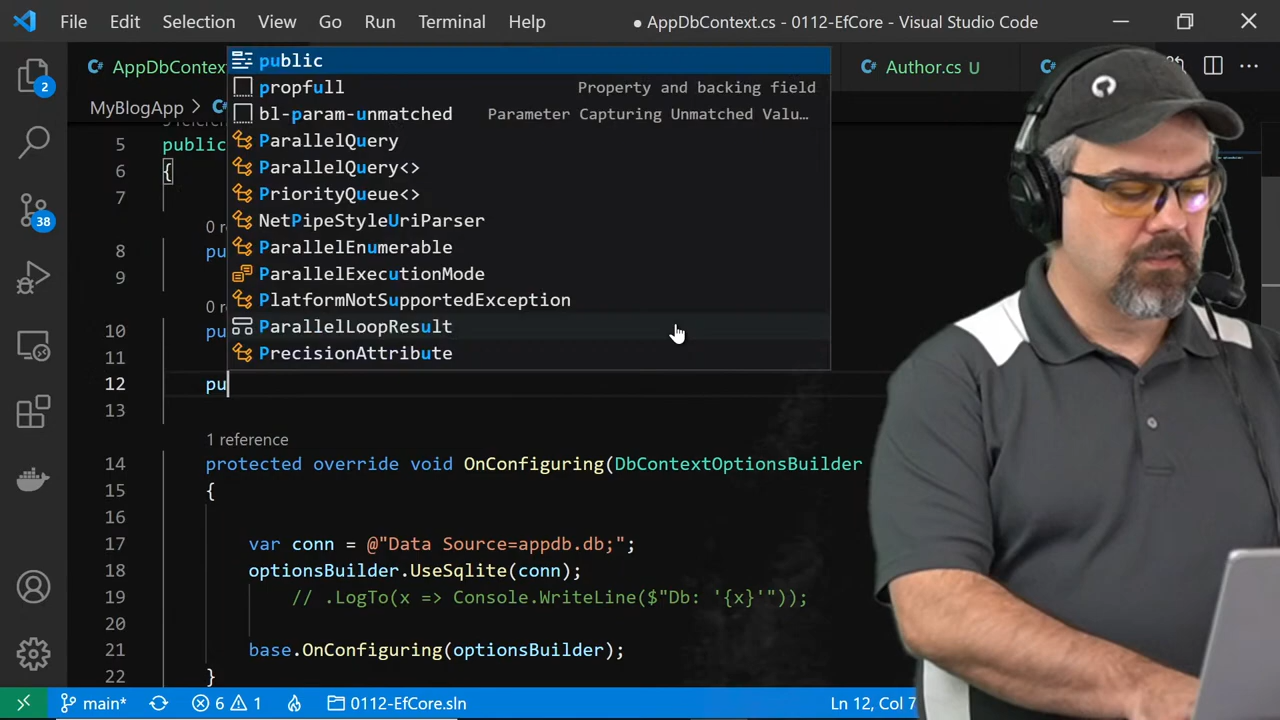 File Edit Selection View Go Run Terminal Help ● AppDbContext.cs - 0112-EfCore - Visual Studio Code
AppDbContex
Author.cs U
MyBlogApp >
public
propfull Property and backing field
bl-param-unmatched Parameter Capturing Unmatched Valu…
ParallelQuery
ParallelQuery<>
PriorityQueue<>
NetPipeStyleUriParser
ParallelEnumerable
ParallelExecutionMode
PlatformNotSupportedException
ParallelLoopResult
PrecisionAttribute
5 public
6 {
7
0 re
8 pu
9
0 r
10 pu
11
12 pu
13
1 reference
14 protected override void OnConfiguring(DbContextOptionsBuilder
15 {
16
17 var conn = @"Data Source=appdb.db;";
18 optionsBuilder.UseSqlite(conn);
19 // .LogTo(x => Console.WriteLine($"Db: '{x}'"));
20
21 base.OnConfiguring(optionsBuilder);
22 }
2
38
main* 6 1 0112-EfCore.sln Ln 12, Col 7